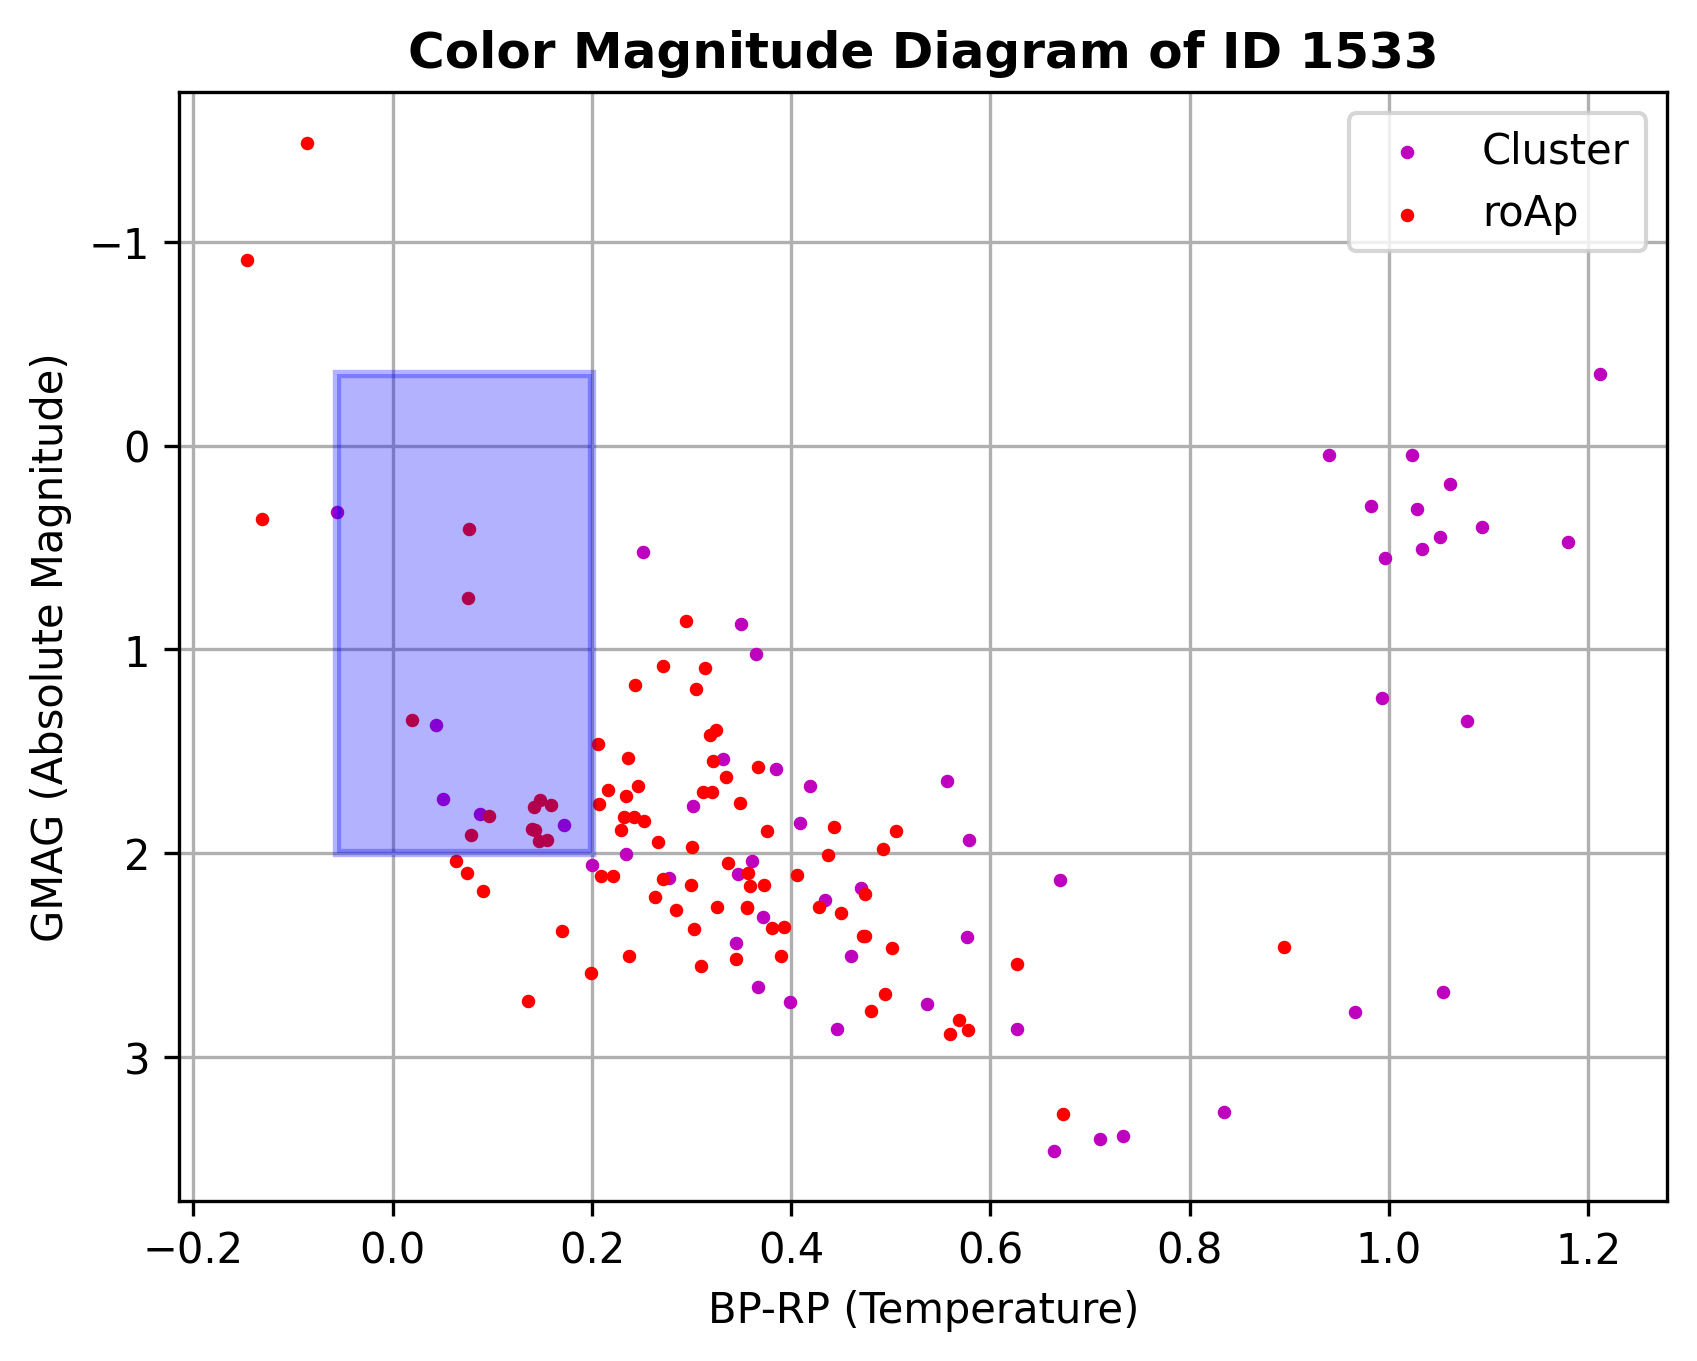 Color Magnitude Diagram of ID 1533
Cluster
roAp
GMAG (Absolute Magnitude)
−1
0
1
2
3
−0.2 0.0 0.2 0.4 0.6 0.8 1.0 1.2
BP-RP (Temperature)